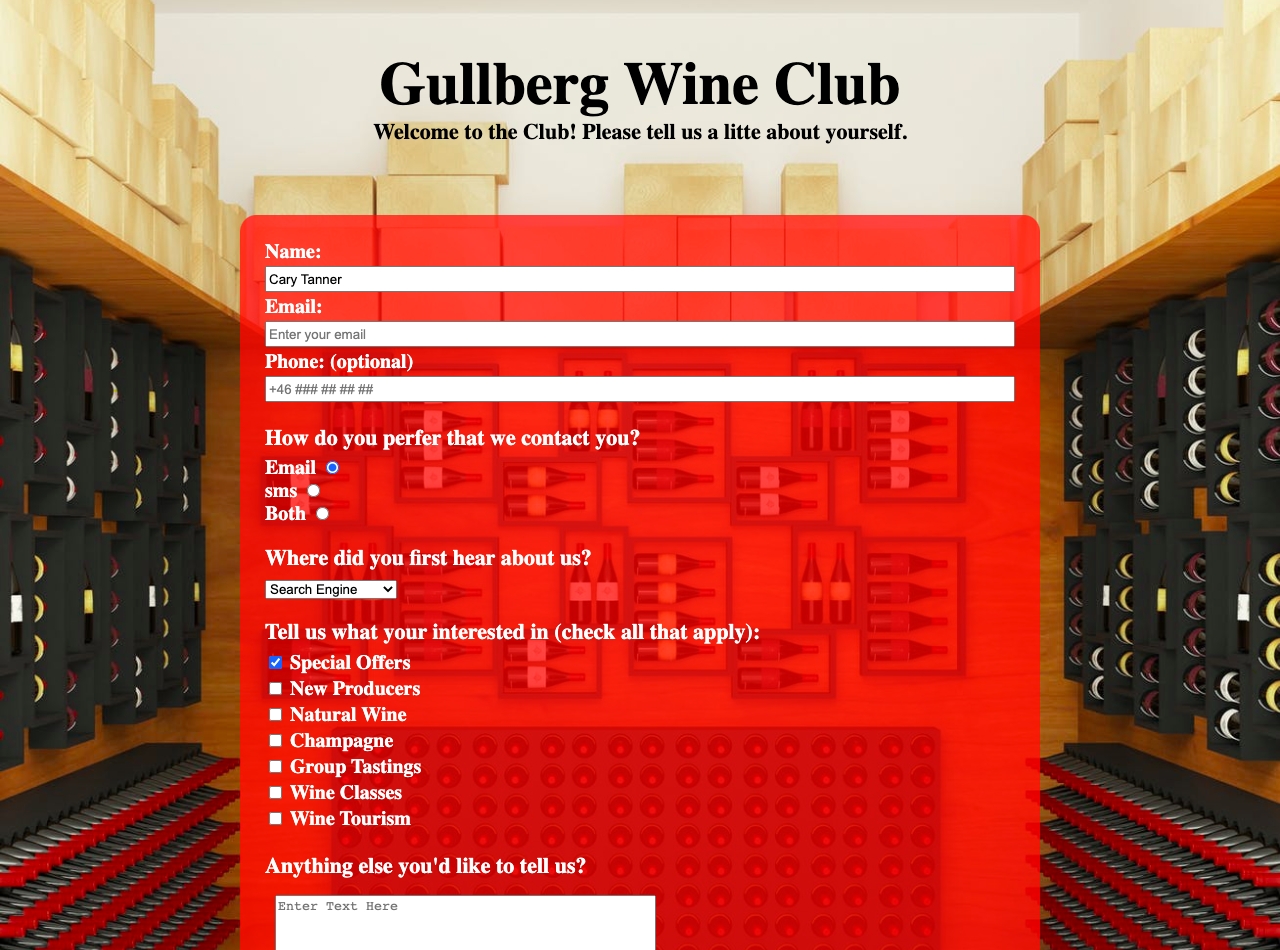 Gullberg Wine Club
Welcome to the Club! Please tell us a litte about yourself.
Name:
Cary Tanner
Email:
Enter your email
Phone: (optional)
+46 ### ## ## ##
How do you perfer that we contact you?
Email
sms
Both
Where did you first hear about us?
Search Engine
Tell us what your interested in (check all that apply):
Special Offers
New Producers
Natural Wine
Champagne
Group Tastings
Wine Classes
Wine Tourism
Anything else you'd like to tell us?
Enter Text Here